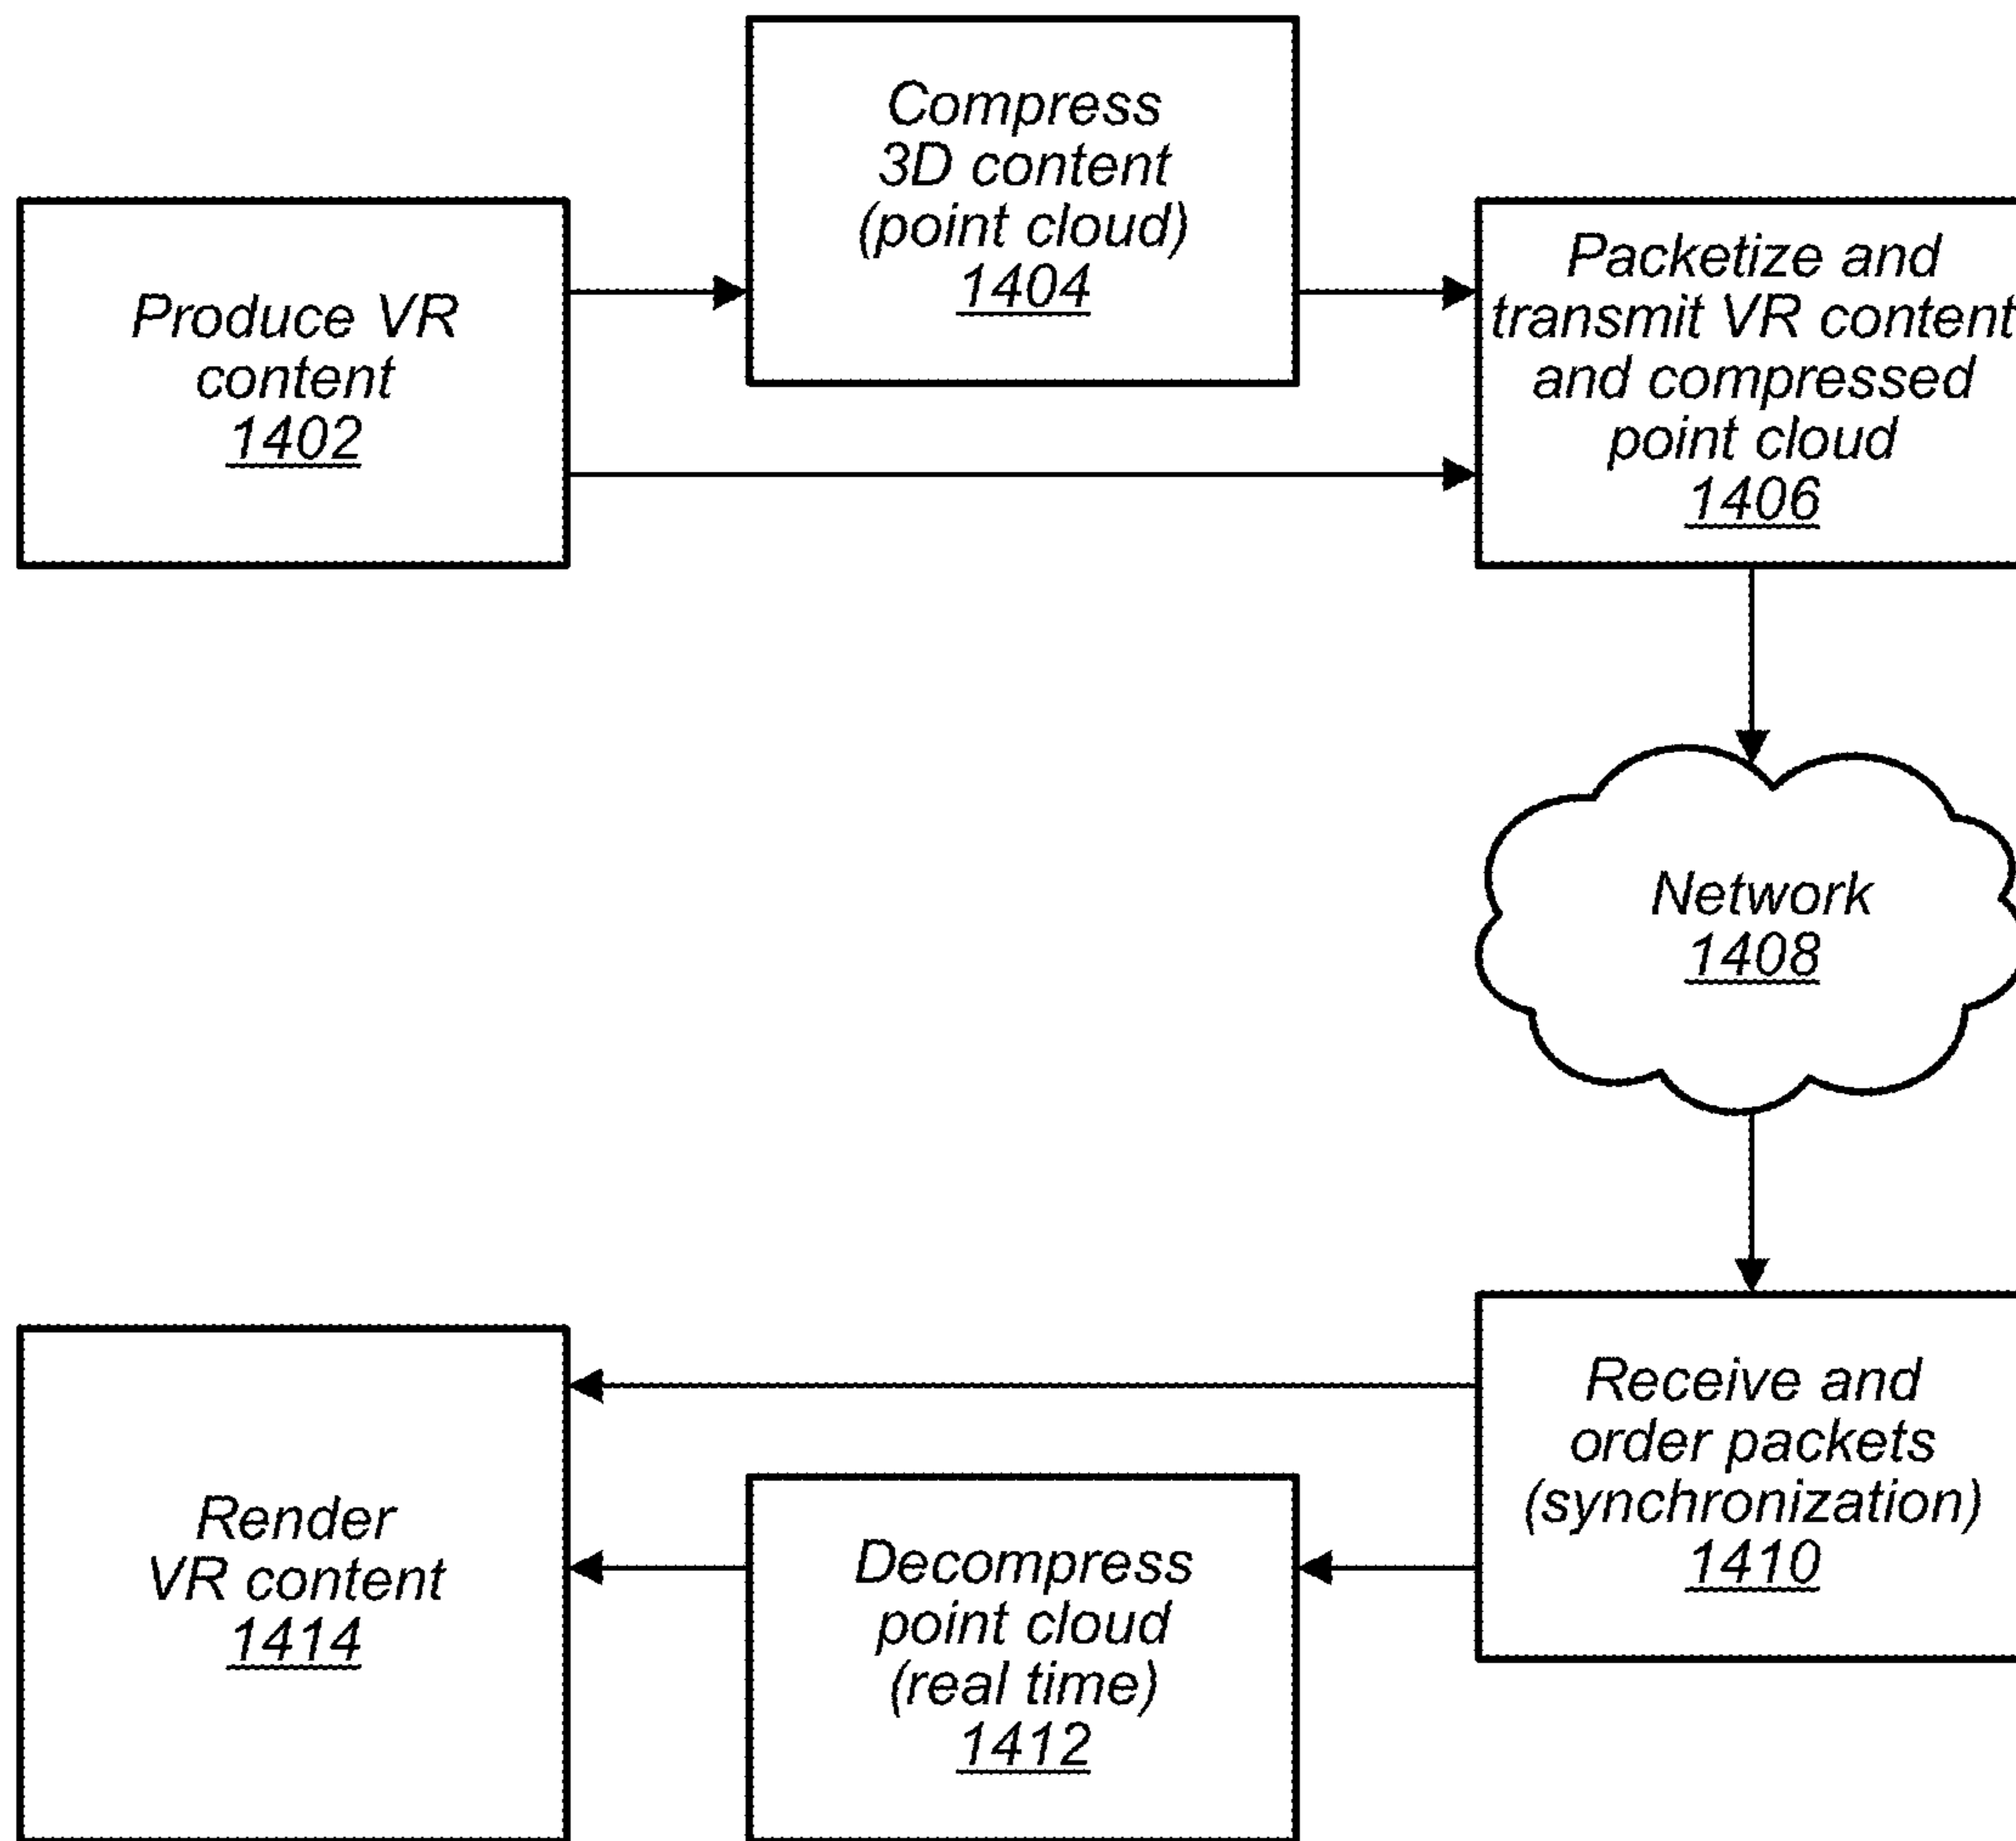 Produce VR
content
1402
Compress
3D content
(point cloud)
1404
Packetize and
transmit VR content
and compressed
point cloud
1406
Network
1408
Receive and
order packets
(synchronization)
1410
Decompress
point cloud
(real time)
1412
Render
VR content
1414